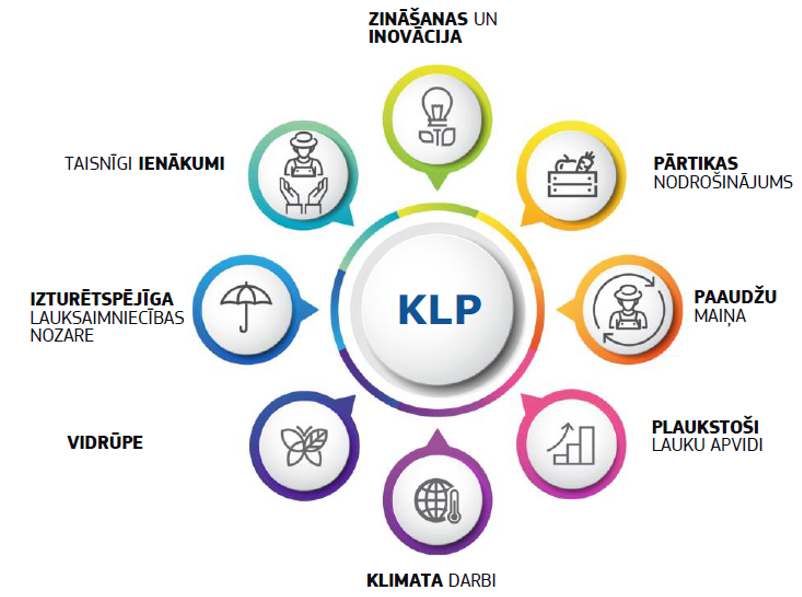 ZINĀŠANAS UN
INOVĀCIJA
TAISNĪGI IENĀKUMI
PĀRTIKAS
NODROŠINĀJUMS
IZTURĒTSPĒJĪGA
LAUKSAIMNIECĪBAS
NOZARE
KLP
PAAUDŽU
MAIŅA
VIDRŪPE
PLAUKSTOŠI
LAUKU APVIDI
KLIMATA DARBI